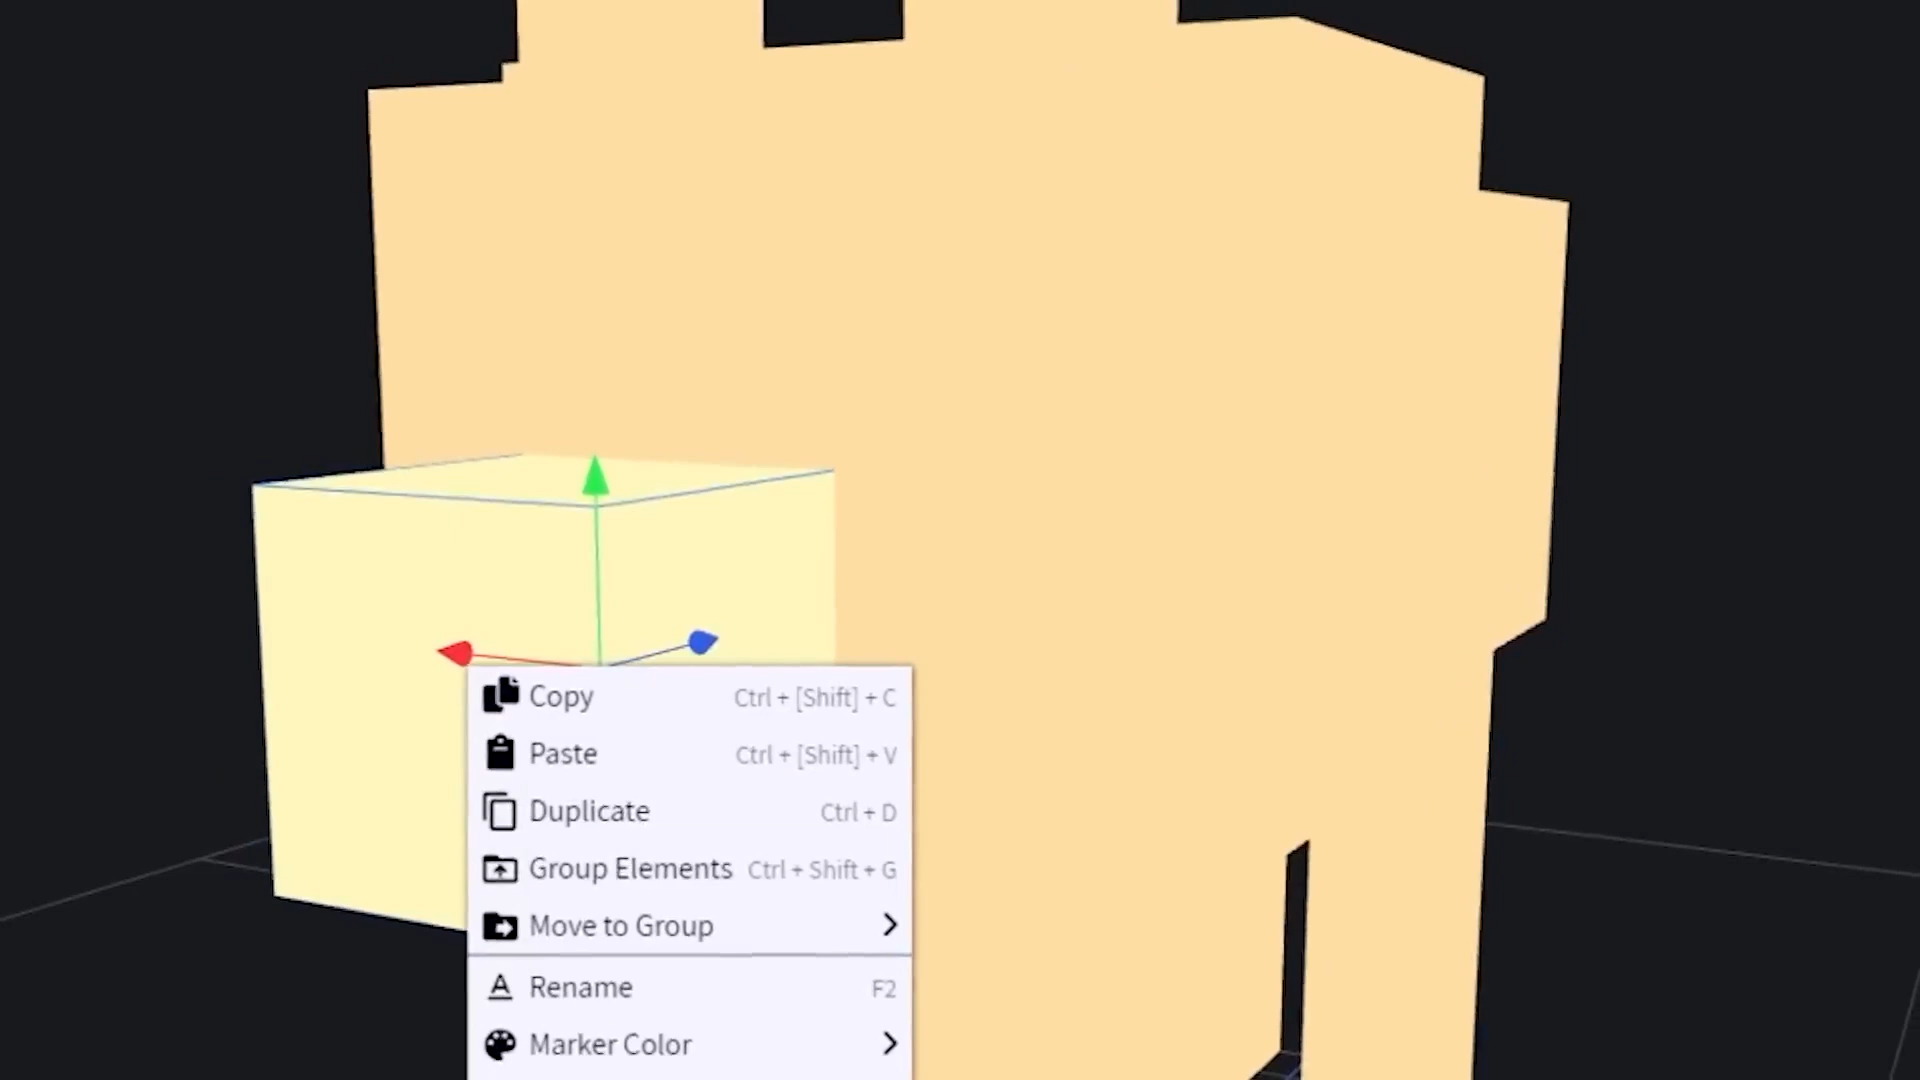 Copy Ctrl + [Shift] + C
Paste Ctrl + [Shift] + V
Duplicate Ctrl + D
Group Elements Ctrl + Shift + G
Move to Group
Rename F2
Marker Color